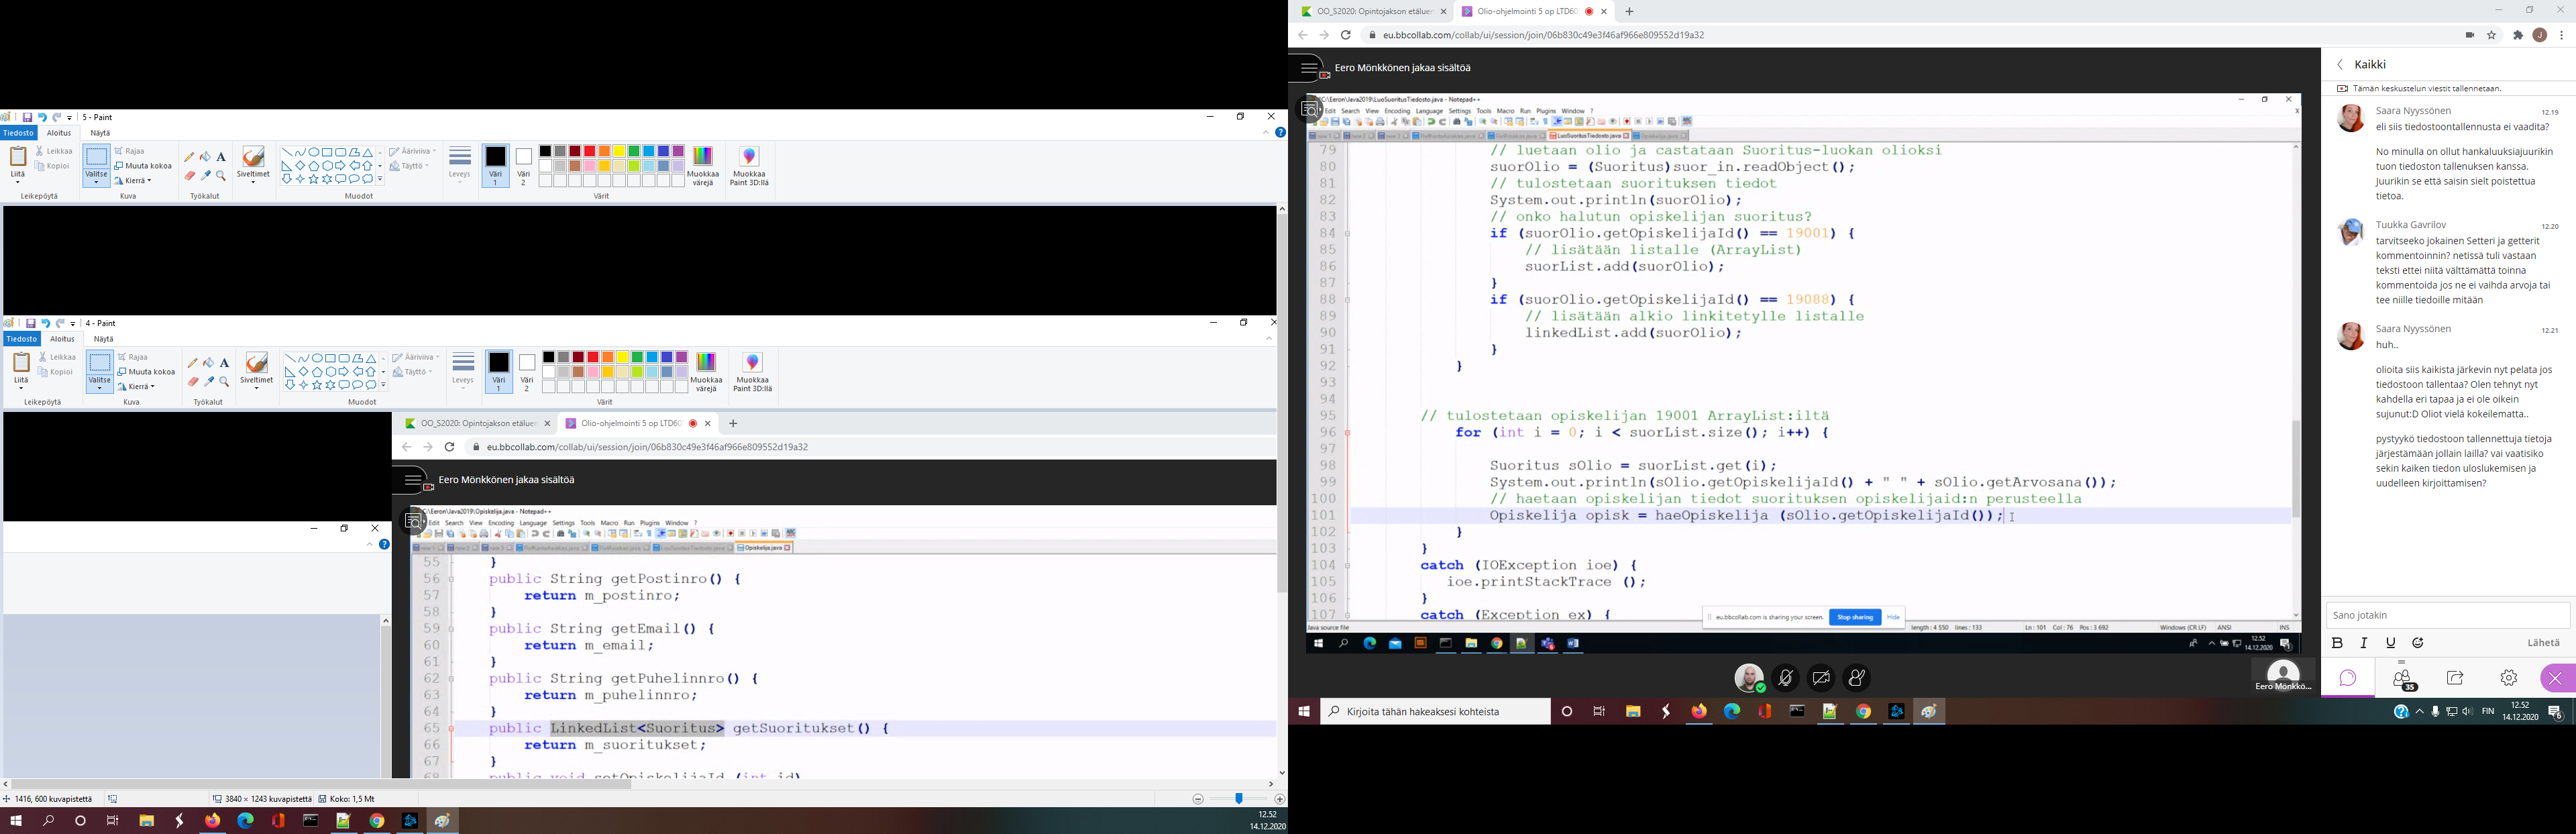 5 - Paint
Tiedosto Aloitus Näytä
Liitä
Leikkaa
Kopioi
Leikepöytä
Valitse
Rajaa
Muuta kokoa
Kierrä
Kuva
Työkalut
Siveltimet
Ääriviiva
Täyttö
Muodot
Leveys
Väri 1
Väri 2
Muokkaa värejä
Muokkaa Paint 3D:llä
Värit
4 - Paint
Tiedosto Aloitus Näytä
Liitä
Leikkaa
Kopioi
Leikepöytä
Valitse
Rajaa
Muuta kokoa
Kierrä
Kuva
Työkalut
Siveltimet
Ääriviiva
Täyttö
Muodot
Leveys
Väri 1
Väri 2
Muokkaa värejä
Muokkaa Paint 3D:llä
Värit
OO_S2020: Opintojakson etäluen
Olio-ohjelmointi 5 op LTD60
eu.bbcollab.com/collab/ui/session/join/06b830c49e3f46af966e809552d19a32
Eero Mönkkönen jakaa sisältöä
C:\Eeron\Java2019\Opiskelija.java - Notepad++
Edit Search View Encoding Language Settings Tools Macro Run Plugins Window ?
Opiskelija.java
55 }
56 public String getPostinro() {
57 return m_postinro;
58 }
59 public String getEmail() {
60 return m_email;
61 }
62 public String getPuhelinnro() {
63 return m_puhelinnro;
64 }
65 public LinkedList<Suoritus> getSuoritukset() {
66 return m_suoritukset;
67 }
68 public void setOpiskelijaId (int id)
1416, 600 kuvapistettä
3840 × 1243 kuvapistettä
Koko: 1,5 Mt
12.52
14.12.2020
OO_S2020: Opintojakson etäluen
Olio-ohjelmointi 5 op LTD60
eu.bbcollab.com/collab/ui/session/join/06b830c49e3f46af966e809552d19a32
Eero Mönkkönen jakaa sisältöä
C:\Eeron\Java2019\LuoSuoritusTiedosto.java - Notepad++
Edit Search View Encoding Language Settings Tools Macro Run Plugins Window ?
LuoSuoritusTiedosto.java
79 // luetaan olio ja castataan Suoritus-luokan olioksi
80 suorOlio = (Suoritus)suor_in.readObject();
81 // tulostetaan suorituksen tiedot
82 System.out.println(suorOlio);
83 // onko halutun opiskelijan suoritus?
84 if (suorOlio.getOpiskelijaId() == 19001) {
85 // lisätään listalle (ArrayList)
86 suorList.add(suorOlio);
87 }
88 if (suorOlio.getOpiskelijaId() == 19088) {
89 // lisätään alkio linkitetylle listalle
90 linkedList.add(suorOlio);
91 }
92 }
93
94
95 // tulostetaan opiskelijan 19001 ArrayList:iltä
96 for (int i = 0; i < suorList.size(); i++) {
97
98 Suoritus sOlio = suorList.get(i);
99 System.out.println(sOlio.getOpiskelijaId() + " " + sOlio.getArvosana());
100 // haetaan opiskelijan tiedot suorituksen opiskelijaid:n perusteella
101 Opiskelija opisk = haeOpiskelija (sOlio.getOpiskelijaId());
102 }
103 }
104 catch (IOException ioe) {
105 ioe.printStackTrace ();
106 }
107 catch (Exception ex) {
eu.bbcollab.com is sharing your screen. Stop sharing Hide
Java source file
length : 4 550 lines : 133
Ln : 101 Col : 76 Pos : 3 692
Windows (CR LF) ANSI INS
12.52
14.12.2020
Eero Mönkkö...
Kirjoita tähän hakeaksesi kohteista
Kaikki
Tämän keskustelun viestit tallennetaan.
Saara Nyyssönen 12.19
eli siis tiedostoontallennusta ei vaadita?
No minulla on ollut hankaluuksiajuurikin
tuon tiedoston tallenuksen kanssa.
Juurikin se että saisin sielt poistettua
tietoa.
Tuukka Gavrilov 12.20
tarvitseeko jokainen Setteri ja getterit
kommentoinnin? netissä tuli vastaan
teksti ettei niitä välttämättä toinna
kommentoida jos ne ei vaihda arvoja tai
tee niille tiedoille mitään
Saara Nyyssönen 12.21
huh..
olioita siis kaikista järkevin nyt pelata jos
tiedostoon tallentaa? Olen tehnyt nyt
kahdella eri tapaa ja ei ole oikein
sujunut:D Oliot vielä kokeilematta..
pystyykö tiedostoon tallennettuja tietoja
järjestämään jollain lailla? vai vaatisiko
sekin kaiken tiedon uloslukemisen ja
uudelleen kirjoittamisen?
Sano jotakin
B I U
Lähetä
35
FIN
12.52
14.12.2020
6